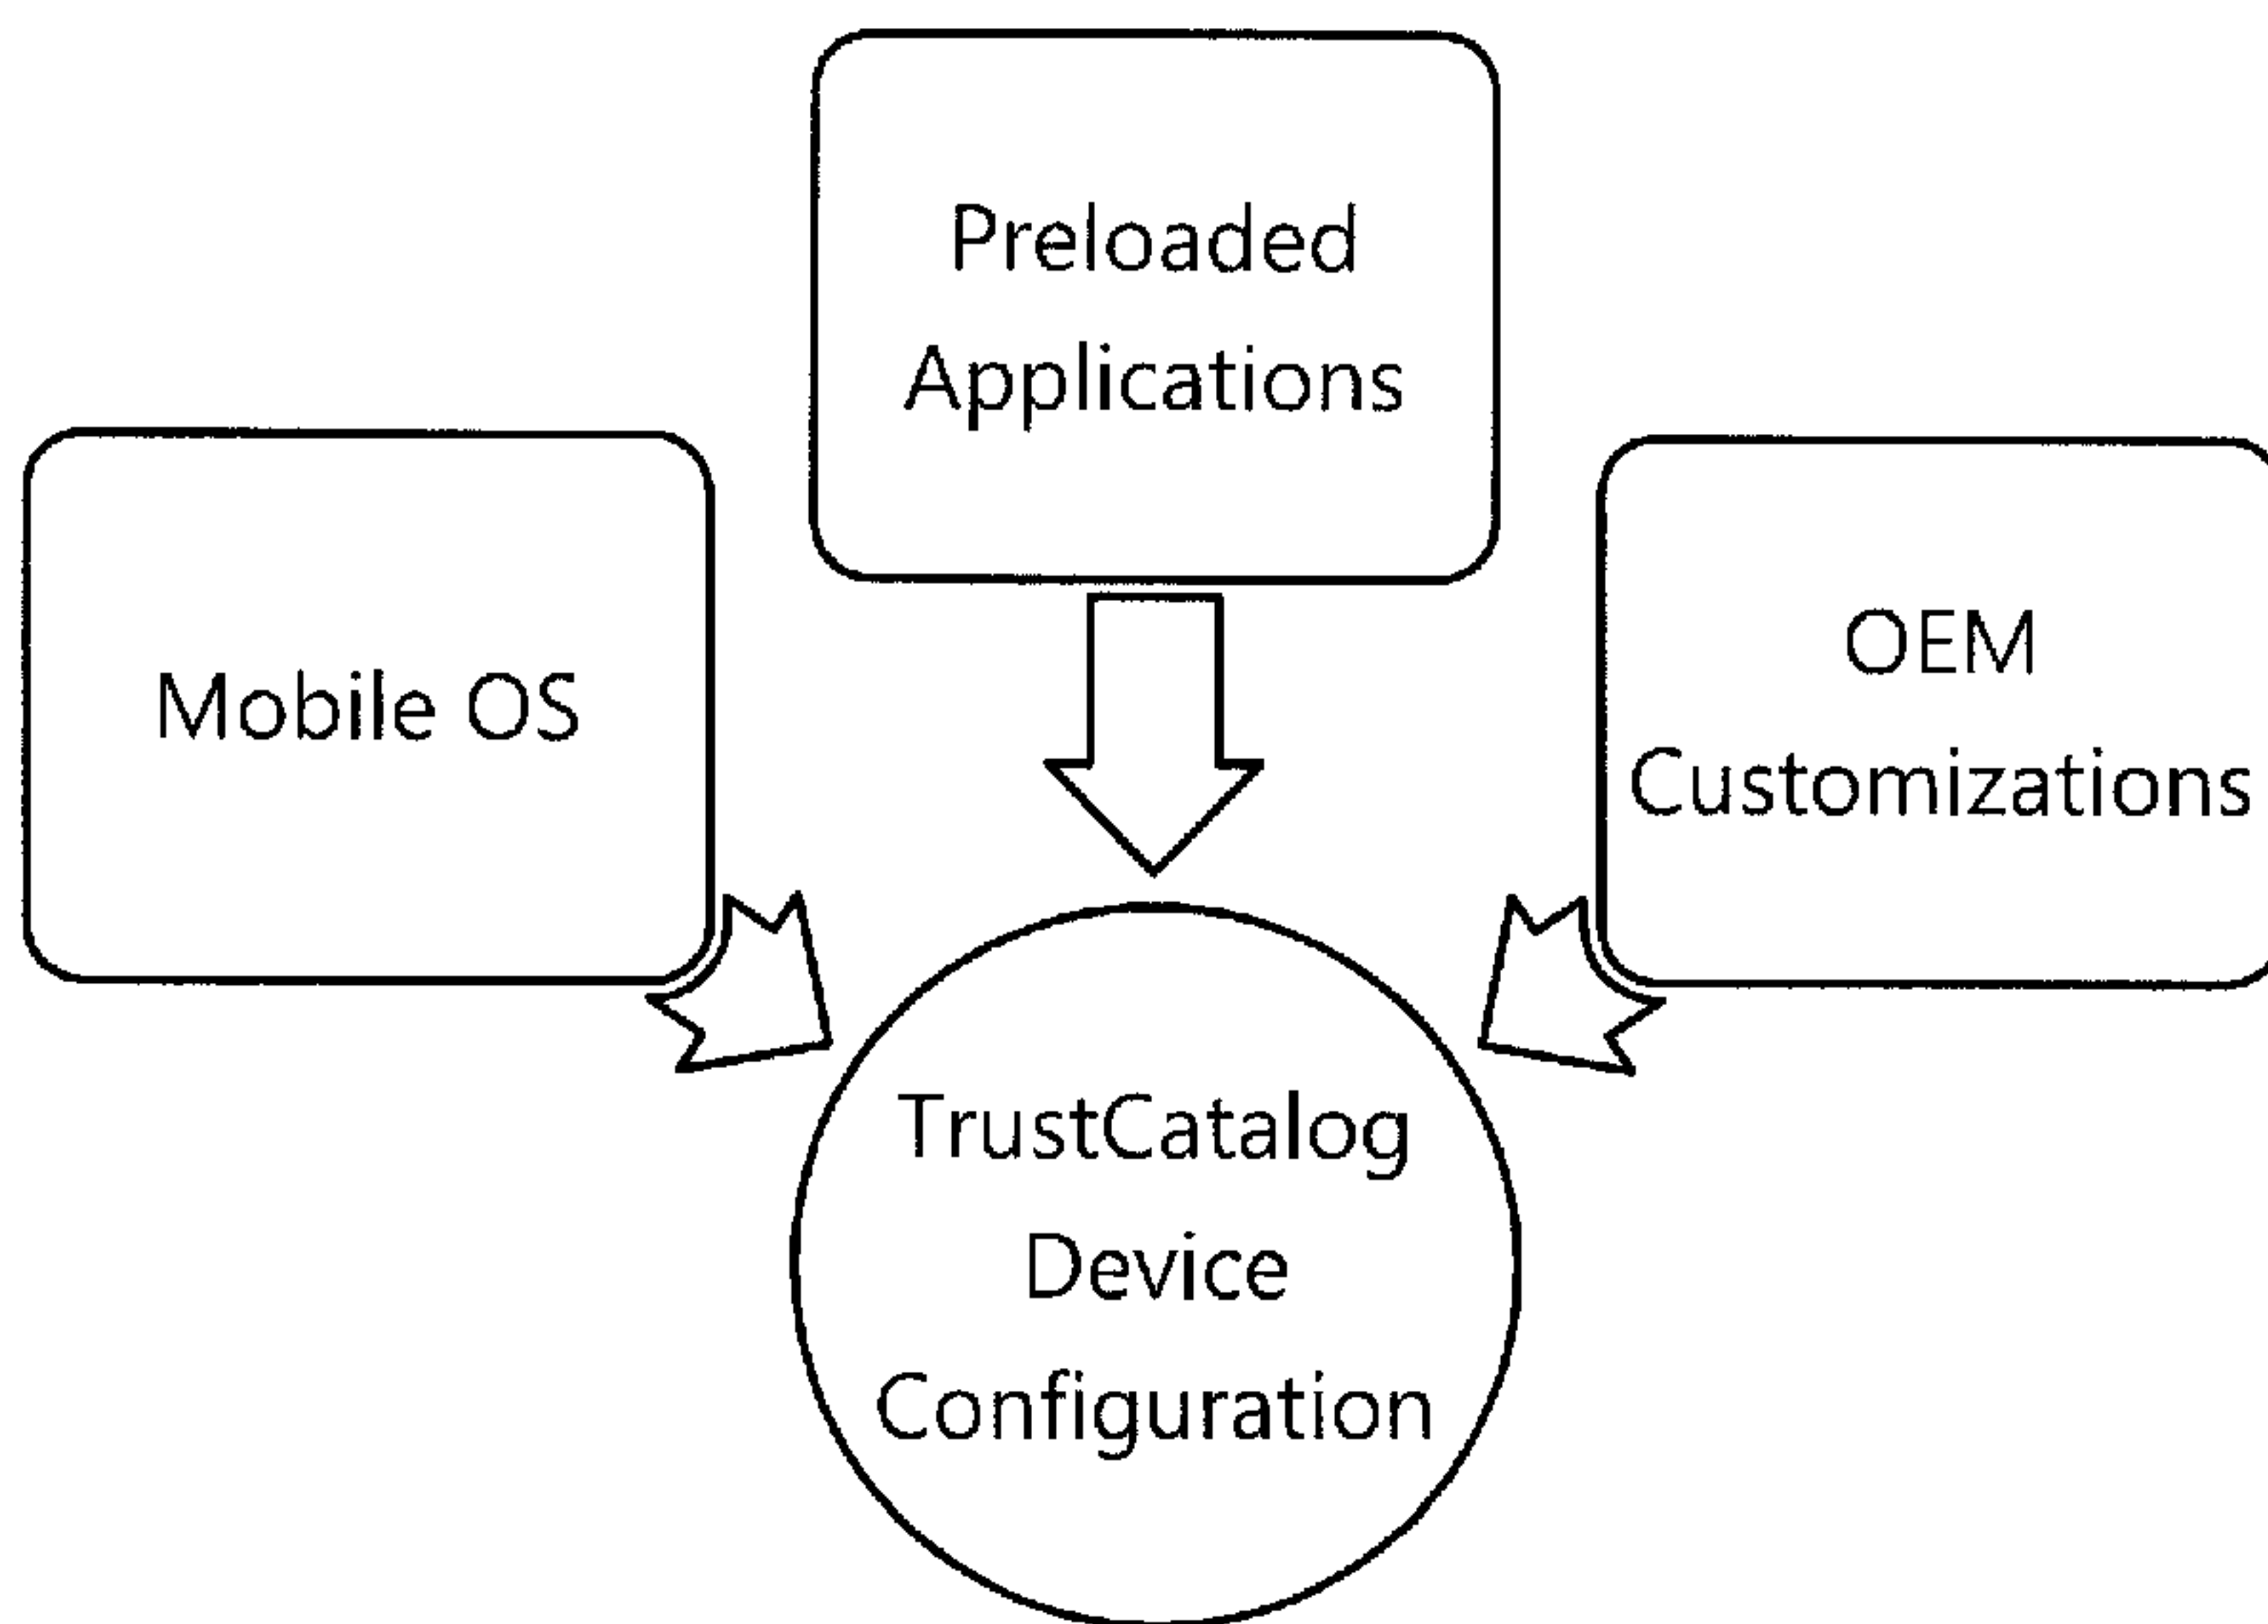 Preloaded
Applications
Mobile OS
OEM
Customizations
TrustCatalog
Device
Configuration